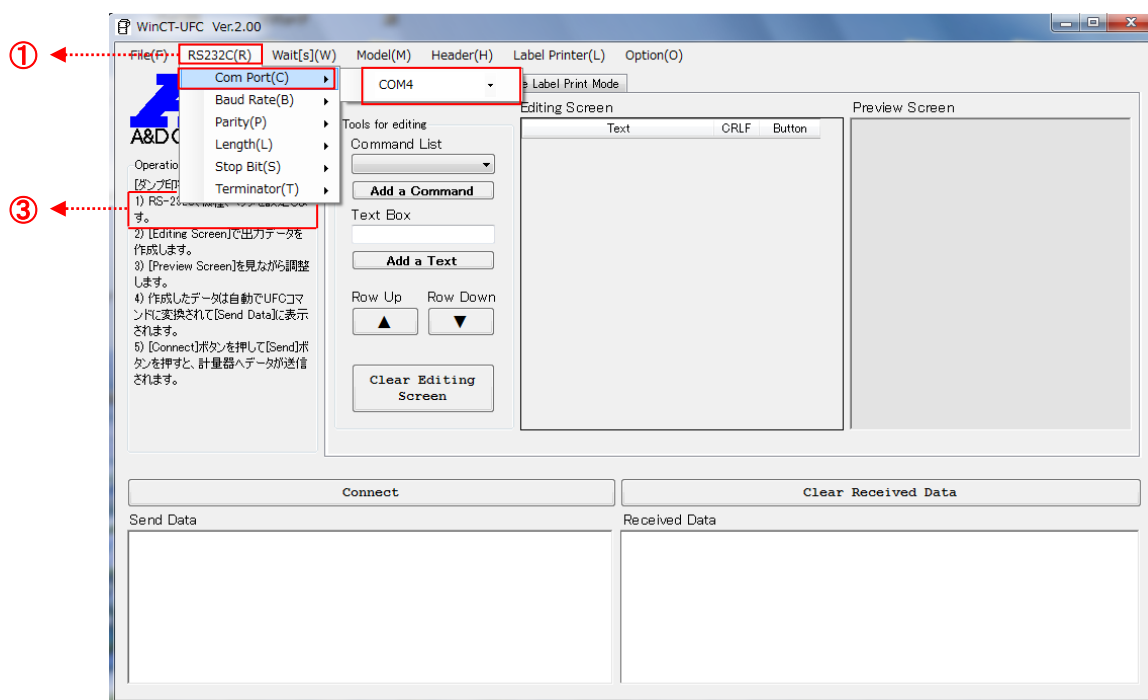 WinCT-UFC Ver.2.00
①
File(F) RS232C(R) Wait[s](W) Model(M) Header(H) Label Printer(L) Option(O)
Com Port(C)
COM4
Label Print Mode
Baud Rate(B)
Parity(P)
Length(L)
Stop Bit(S)
Terminator(T)
A&D
Editing Screen
Preview Screen
Text CRLF Button
Tools for editing
Command List
Add a Command
Text Box
Add a Text
Row Up Row Down
▲ ▼
Clear Editing
Screen
③
1)
す。
2) [Editing Screen]で出力データを
作成します。
3) [Preview Screen]を見ながら調整
します。
4) 作成したデータは自動でUFCコマ
ンドに変換されて[Send Data]に表示
されます。
5) [Connect]ボタンを押して[Send]ボ
タンを押すと、計量器へデータが送信
されます。
Connect
Clear Received Data
Send Data
Received Data